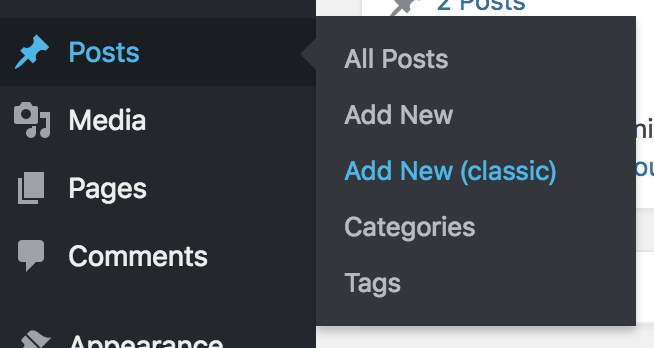 2 Posts
Posts
All Posts
Media
Add New
Add New (classic)
Pages
Categories
Comments
Tags
Appearance